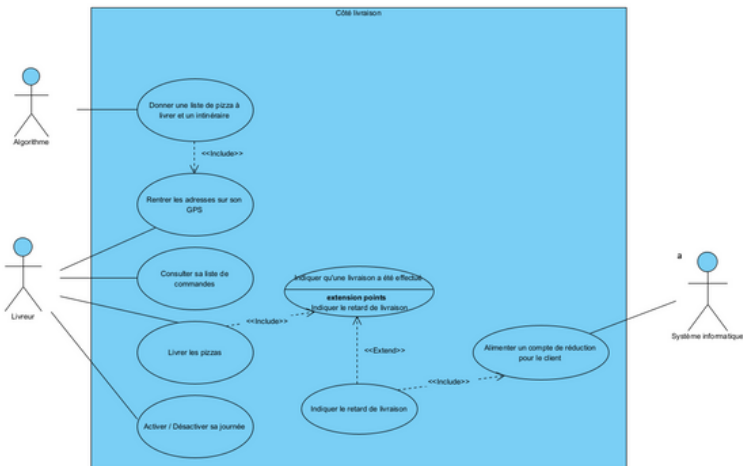 Côté livraison
Donner une liste de pizza à
livrer et un intinéraire
Algorithme
<<Include>>
Rentrer les adresses sur son
GPS
Consulter sa liste de
commandes
Livreur
Indiquer qu'une livraison a été effectué
extension points
Indiquer le retard de livraison
<<Include>>
Livrer les pizzas
a
Système informatique
Alimenter un compte de réduction
pour le client
<<Extend>>
<<Include>>
Indiquer le retard de livraison
Activer / Désactiver sa journée